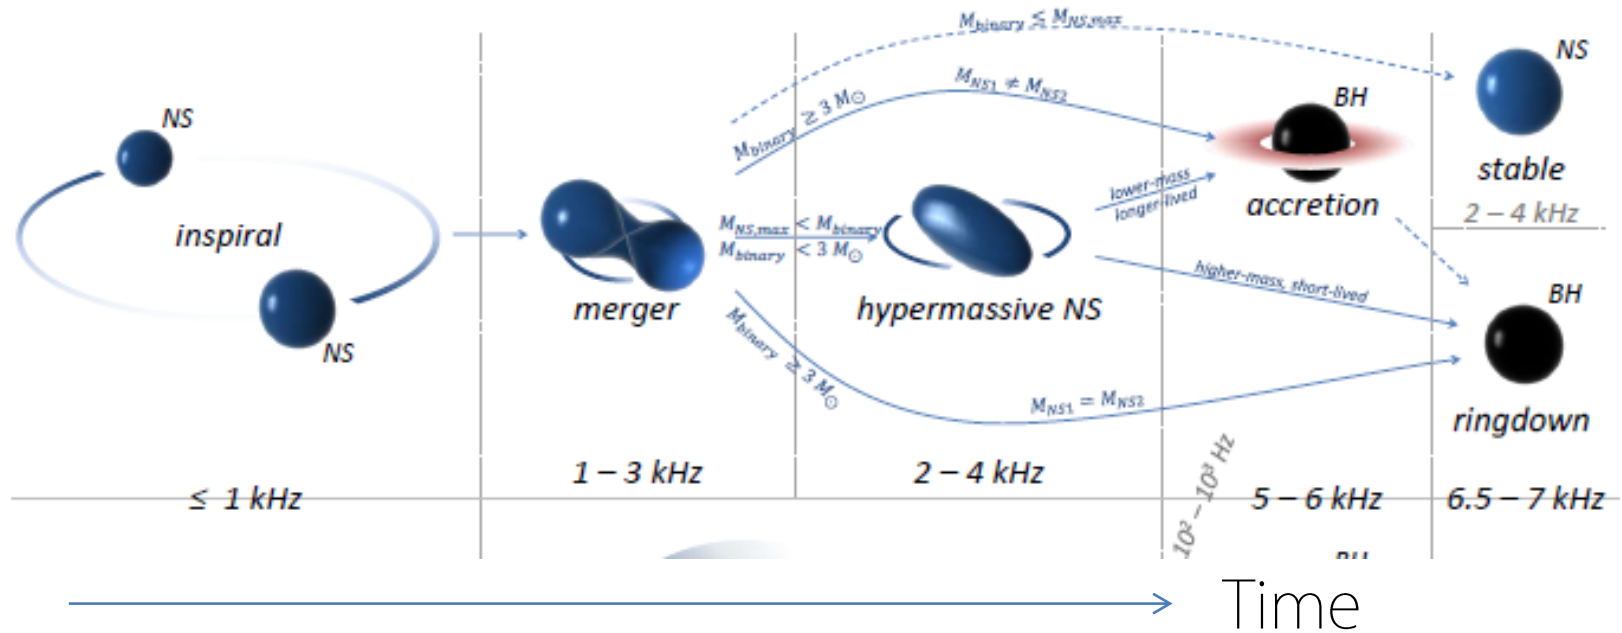 M_binary ≲ M_NS,max
NS
M_NS1 ≠ M_NS2
M_binary ≥ 3 M_⊙
BH
NS
stable
lower-mass
longer-lived
accretion
2 – 4 kHz
inspiral
M_NS,max < M_binary
M_binary < 3 M_⊙
merger
hypermassive NS
higher-mass, short-lived
BH
NS
M_binary ≥ 3 M_⊙
M_NS1 = M_NS2
ringdown
≤ 1 kHz
1 – 3 kHz
2 – 4 kHz
10² – 10³ Hz
5 – 6 kHz
6.5 – 7 kHz
Time